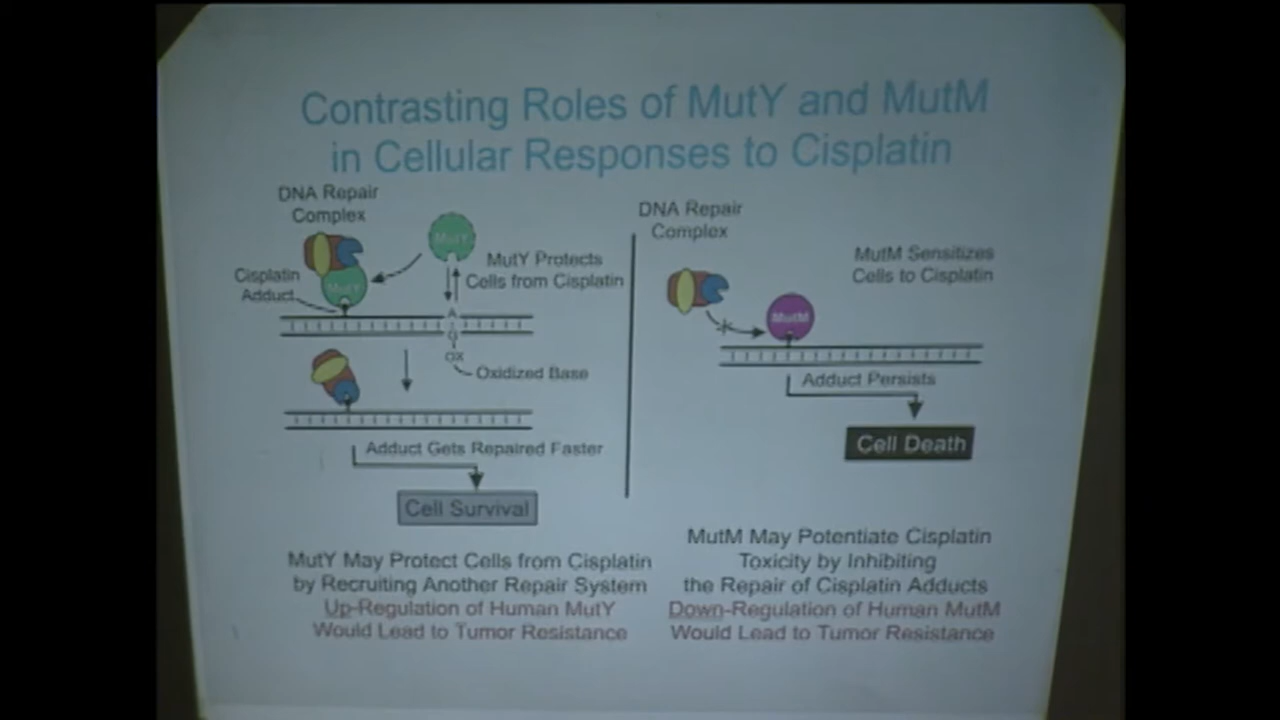 Contrasting Roles of MutY and MutM
in Cellular Responses to Cisplatin
DNA Repair
Complex
MutY
MutY Protects
Cells from Cisplatin
Cisplatin
Adduct
MutY
A
G
OX
Oxidized Base
Adduct Gets Repaired Faster
Cell Survival
MutY May Protect Cells from Cisplatin
by Recruiting Another Repair System
Up-Regulation of Human MutY
Would Lead to Tumor Resistance
DNA Repair
Complex
MutM Sensitizes
Cells to Cisplatin
MutM
Adduct Persists
Cell Death
MutM May Potentiate Cisplatin
Toxicity by Inhibiting
the Repair of Cisplatin Adducts
Down-Regulation of Human MutM
Would Lead to Tumor Resistance